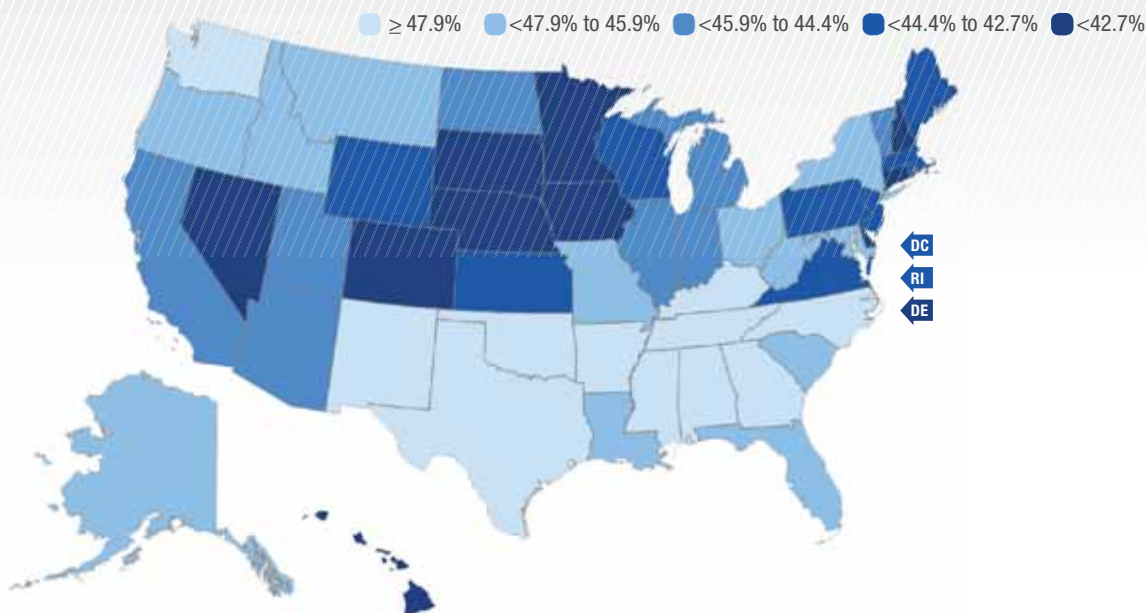 ≥ 47.9% <47.9% to 45.9% <45.9% to 44.4% <44.4% to 42.7% <42.7%
DC
RI
DE